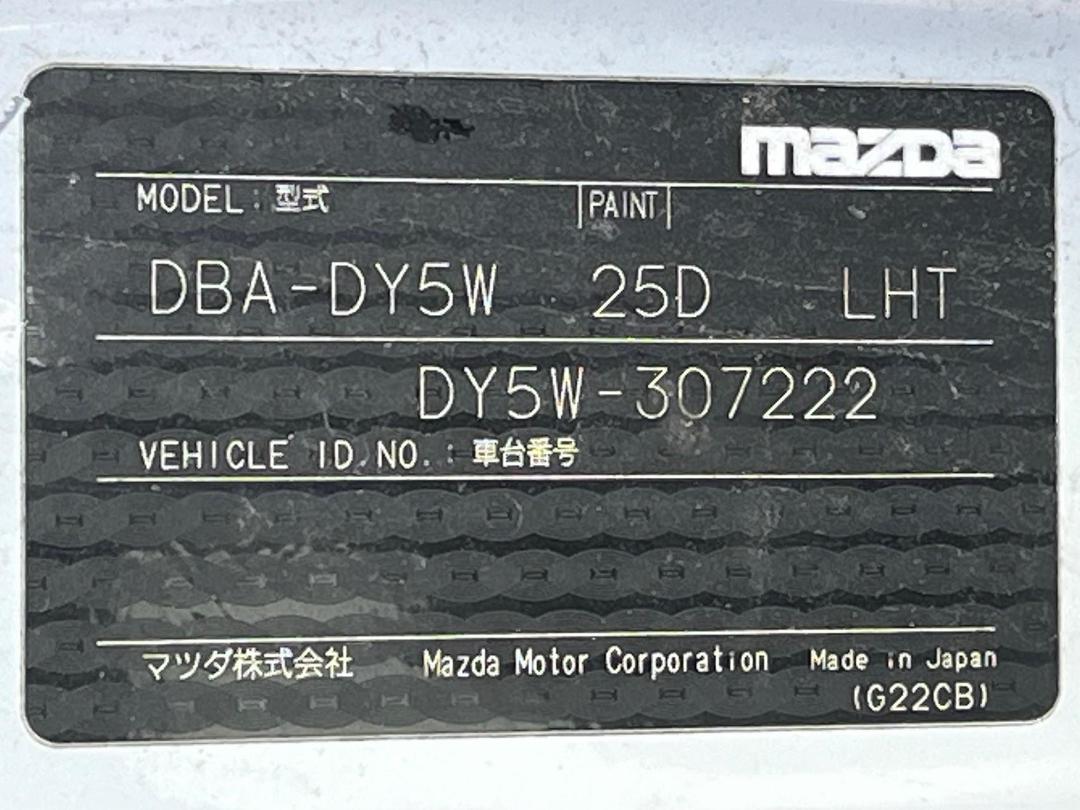 mazda
MODEL : 型式 PAINT
DBA-DY5W 25D LHT
DY5W-307222
VEHICLE ID.NO. : 車台番号
マツダ株式会社 Mazda Motor Corporation Made in Japan
(G22CB)